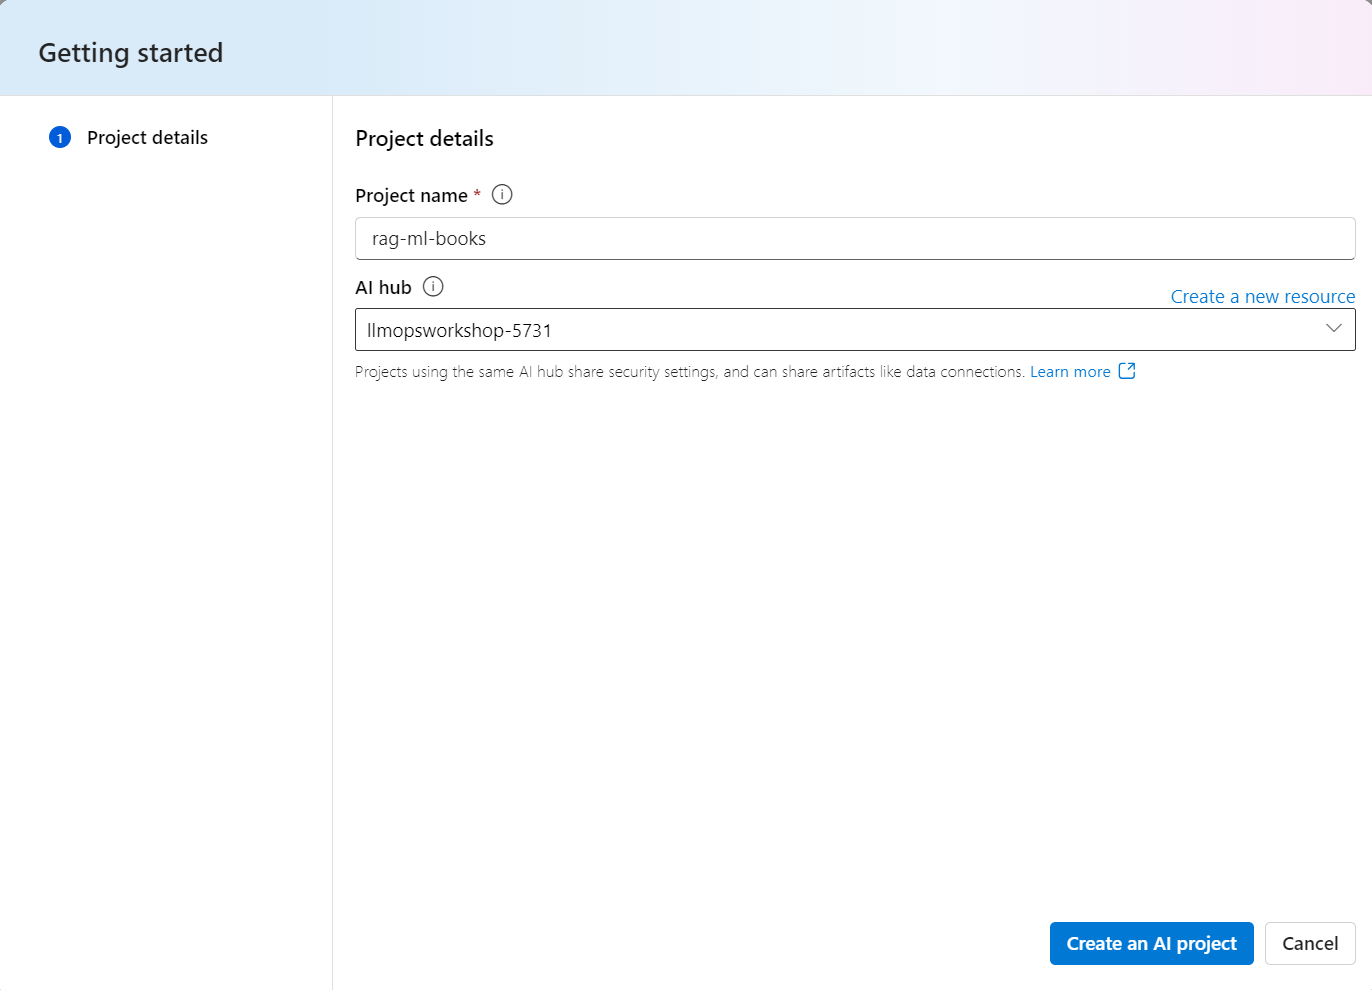 Getting started
1 Project details
Project details
Project name *
rag-ml-books
AI hub
Create a new resource
llmopsworkshop-5731
Projects using the same AI hub share security settings, and can share artifacts like data connections. Learn more
Create an AI project
Cancel